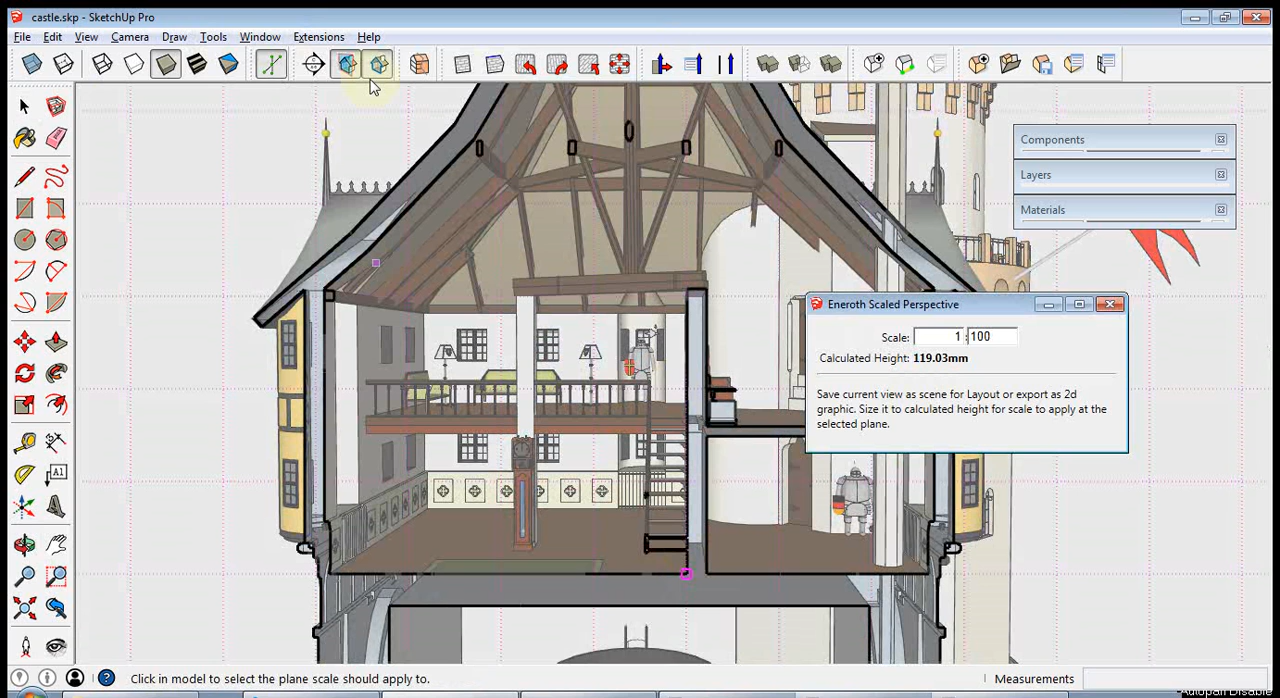 castle.skp - SketchUp Pro
File Edit View Camera Draw Tools Window Extensions Help
A1
Components
Layers
Materials
Eneroth Scaled Perspective
Scale: 1 : 100
Calculated Height: 119.03mm
Save current view as scene for Layout or export as 2d
graphic. Size it to calculated height for scale to apply at the
selected plane.
Click in model to select the plane scale should apply to.
Measurements
Autopan Disable